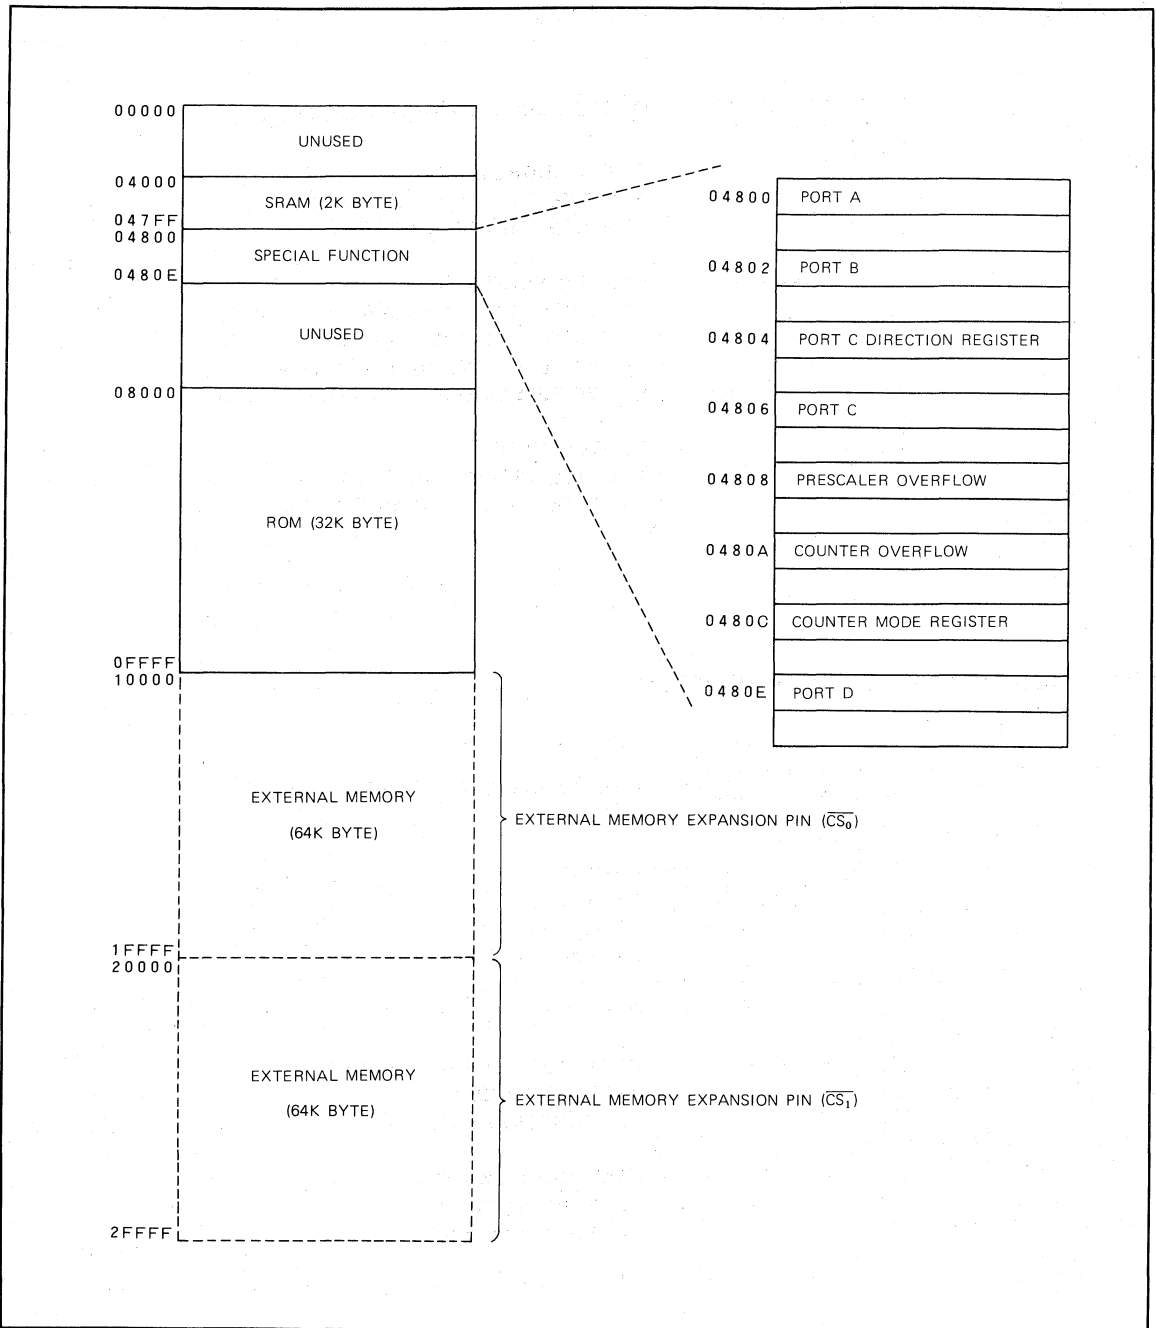 00000
UNUSED
04000
SRAM (2K BYTE)
047FF
04800
SPECIAL FUNCTION
0480E
UNUSED
08000
ROM (32K BYTE)
0FFFF
10000
EXTERNAL MEMORY
(64K BYTE)
EXTERNAL MEMORY EXPANSION PIN (C̅S̅₀̅)
1FFFF
20000
EXTERNAL MEMORY
(64K BYTE)
EXTERNAL MEMORY EXPANSION PIN (C̅S̅₁̅)
2FFFF
04800 PORT A
04802 PORT B
04804 PORT C DIRECTION REGISTER
04806 PORT C
04808 PRESCALER OVERFLOW
0480A COUNTER OVERFLOW
0480C COUNTER MODE REGISTER
0480E PORT D